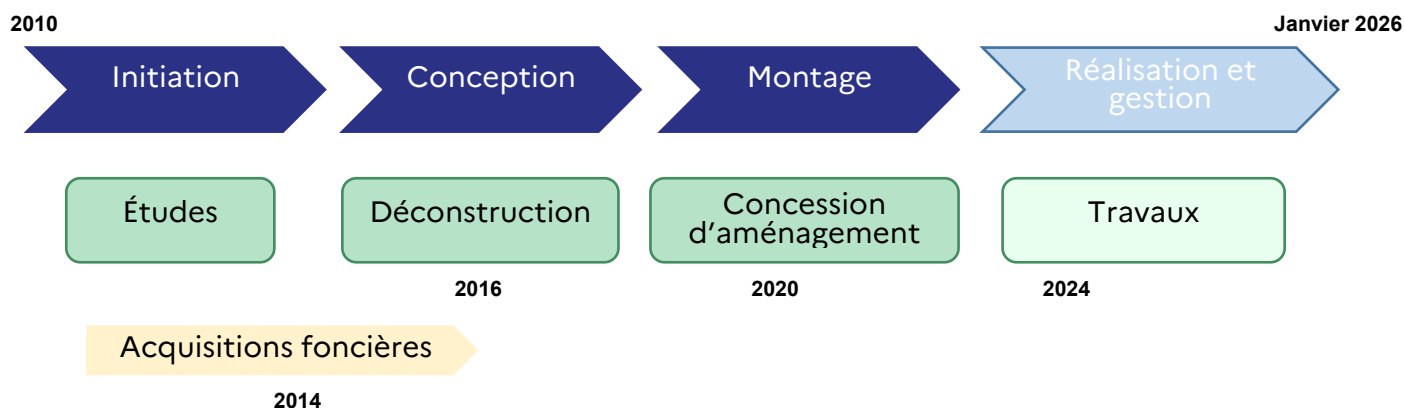 2010
Janvier 2026
Initiation
Conception
Montage
Réalisation et
gestion
Études
Déconstruction
Concession
d'aménagement
Travaux
2016
2020
2024
Acquisitions foncières
2014